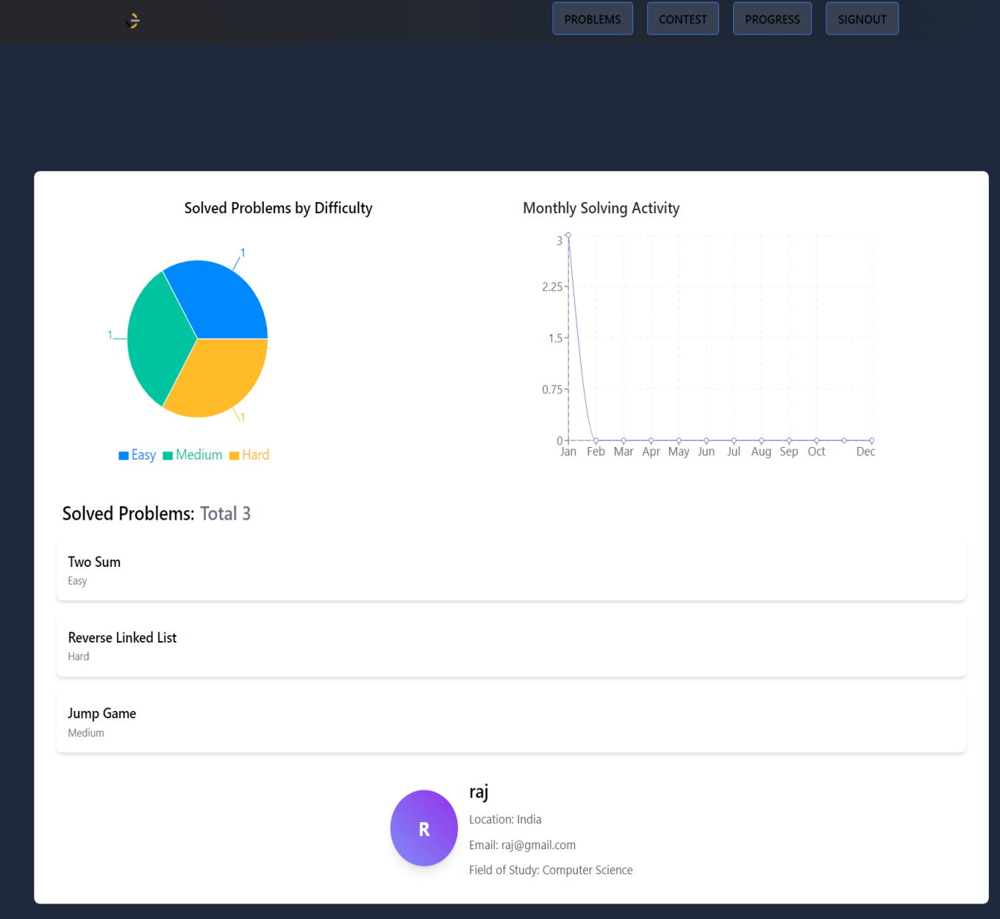 PROBLEMS CONTEST PROGRESS SIGNOUT
Solved Problems by Difficulty
1
1
1
Easy Medium Hard
Monthly Solving Activity
3
2.25
1.5
0.75
0
Jan Feb Mar Apr May Jun Jul Aug Sep Oct Dec
Solved Problems: Total 3
Two Sum
Easy
Reverse Linked List
Hard
Jump Game
Medium
R
raj
Location: India
Email: raj@gmail.com
Field of Study: Computer Science